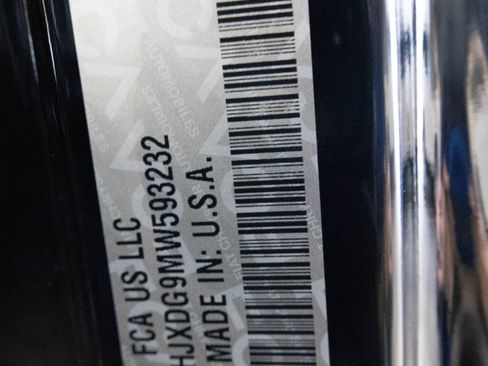 FCA US LLC
HJXDG9MW593232
MADE IN: U.S.A.